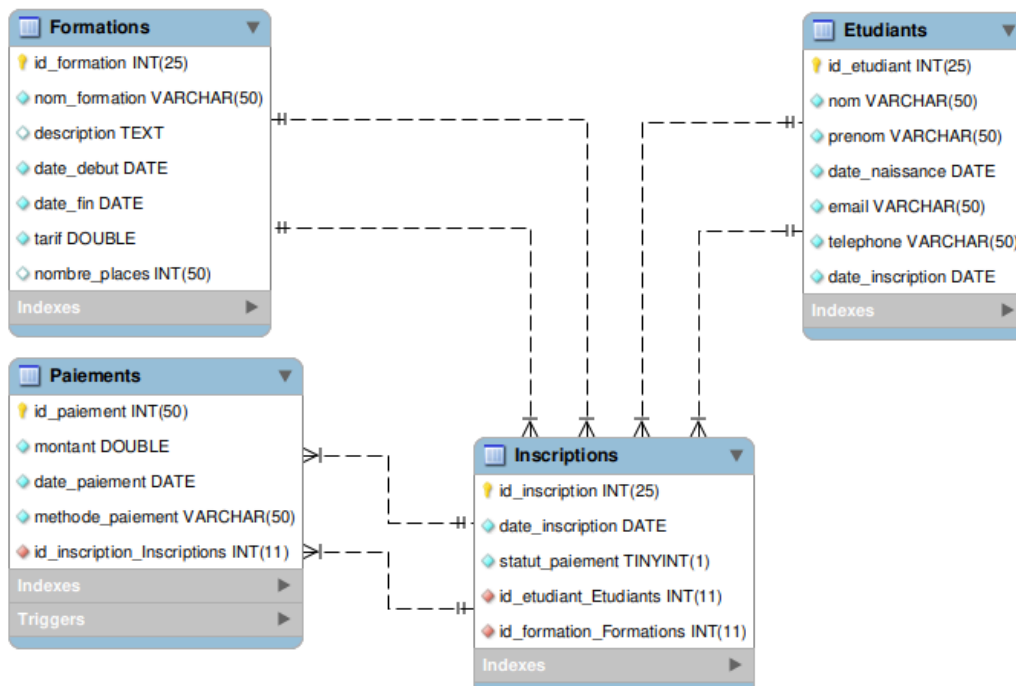 Formations
id_formation INT(25)
nom_formation VARCHAR(50)
description TEXT
date_debut DATE
date_fin DATE
tarif DOUBLE
nombre_places INT(50)
Indexes
Etudiants
id_etudiant INT(25)
nom VARCHAR(50)
prenom VARCHAR(50)
date_naissance DATE
email VARCHAR(50)
telephone VARCHAR(50)
date_inscription DATE
Indexes
Paiements
id_paiement INT(50)
montant DOUBLE
date_paiement DATE
methode_paiement VARCHAR(50)
id_inscription_Inscriptions INT(11)
Indexes
Triggers
Inscriptions
id_inscription INT(25)
date_inscription DATE
statut_paiement TINYINT(1)
id_etudiant_Etudiants INT(11)
id_formation_Formations INT(11)
Indexes